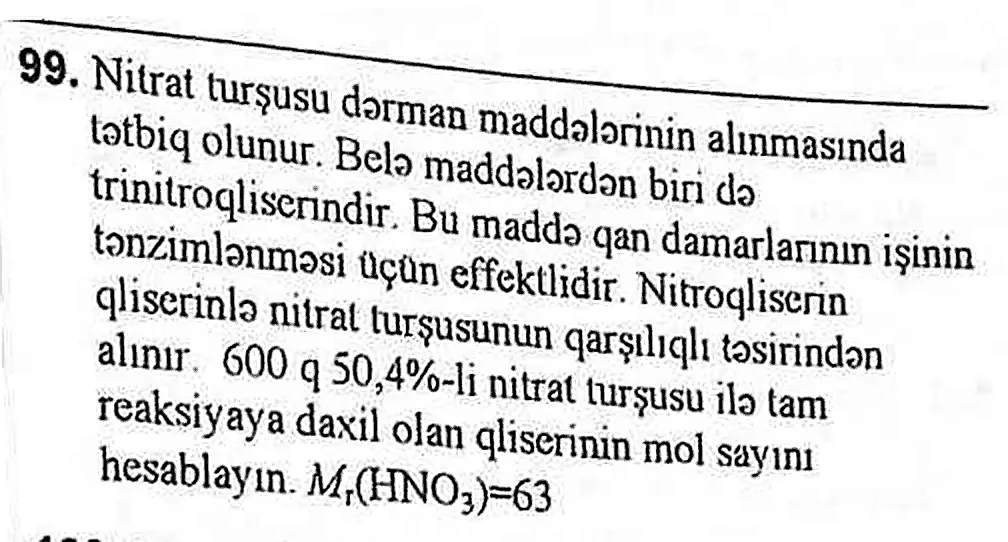 99. Nitrat turşusu dərman maddələrinin alınmasında
tətbiq olunur. Belə maddələrdən biri də
trinitroqliserindir. Bu maddə qan damarlarının işinin
tənzimlənməsi üçün effektlidir. Nitroqliserin
qliserinlə nitrat turşusunun qarşılıqlı təsirindən
alınır. 600 q 50,4%-li nitrat turşusu ilə tam
reaksiyaya daxil olan qliserinin mol sayını
hesablayın. Mᵣ(HNO₃)=63